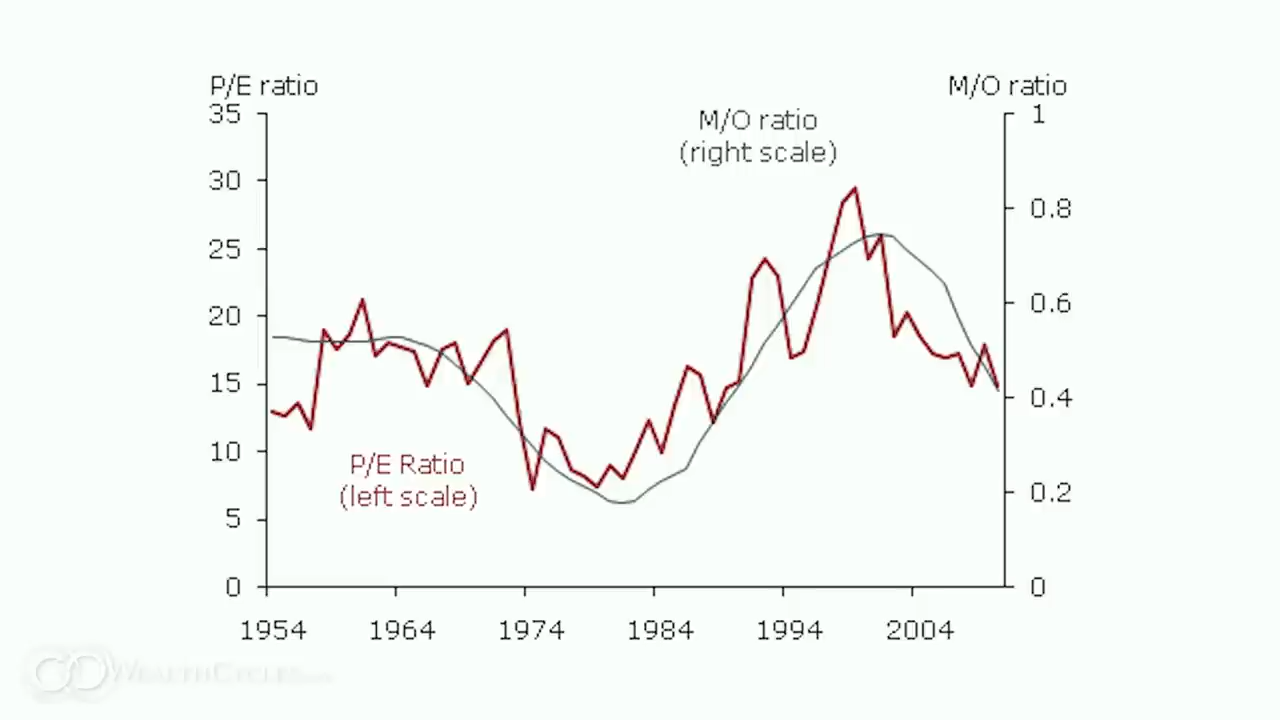 P/E ratio
M/O ratio
35
30
25
20
15
10
5
0
M/O ratio
(right scale)
P/E Ratio
(left scale)
1
0.8
0.6
0.4
0.2
0
1954
1964
1974
1984
1994
2004
WealthCycles